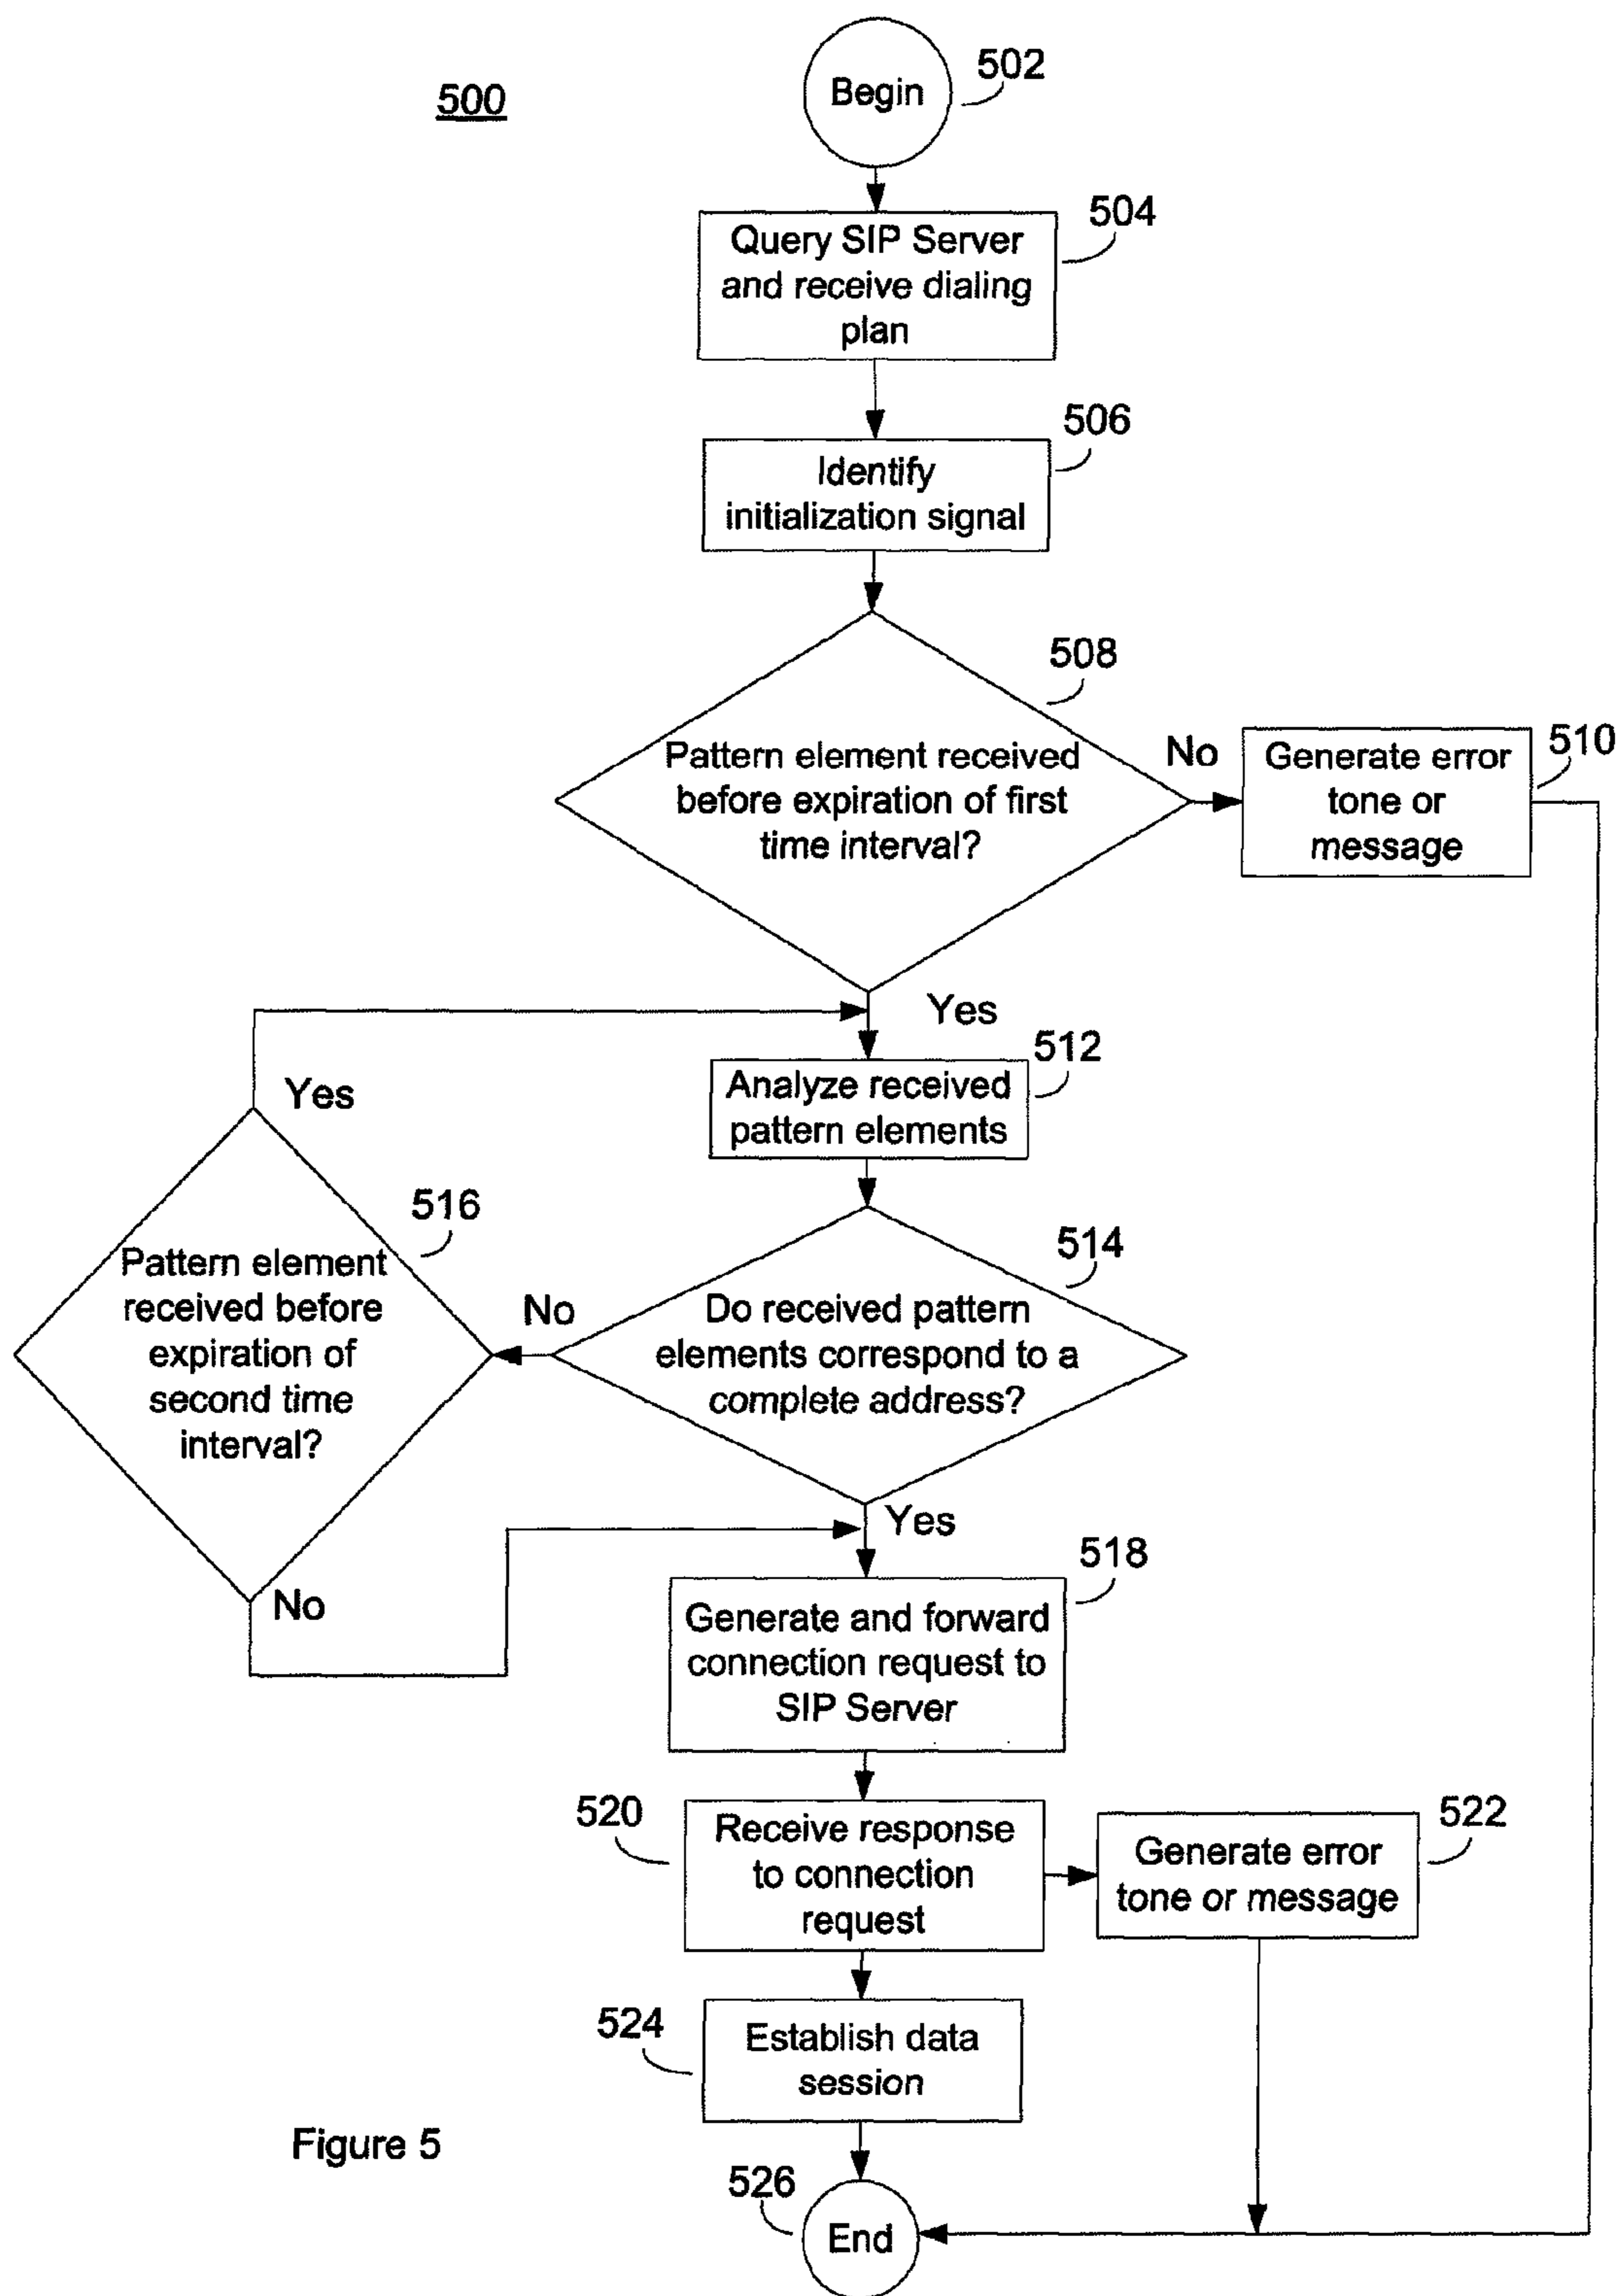 500
Begin
502
Query SIP Server
and receive dialing
plan
504
Identify
initialization signal
506
Pattern element received
before expiration of first
time interval?
508
No
Generate error
tone or
message
510
Yes
Analyze received
pattern elements
512
Yes
Pattern element
received before
expiration of
second time
interval?
516
No
Do received pattern
elements correspond to a
complete address?
514
No
Yes
Generate and forward
connection request to
SIP Server
518
520
Receive response
to connection
request
Generate error
tone or message
522
524
Establish data
session
Figure 5
526
End